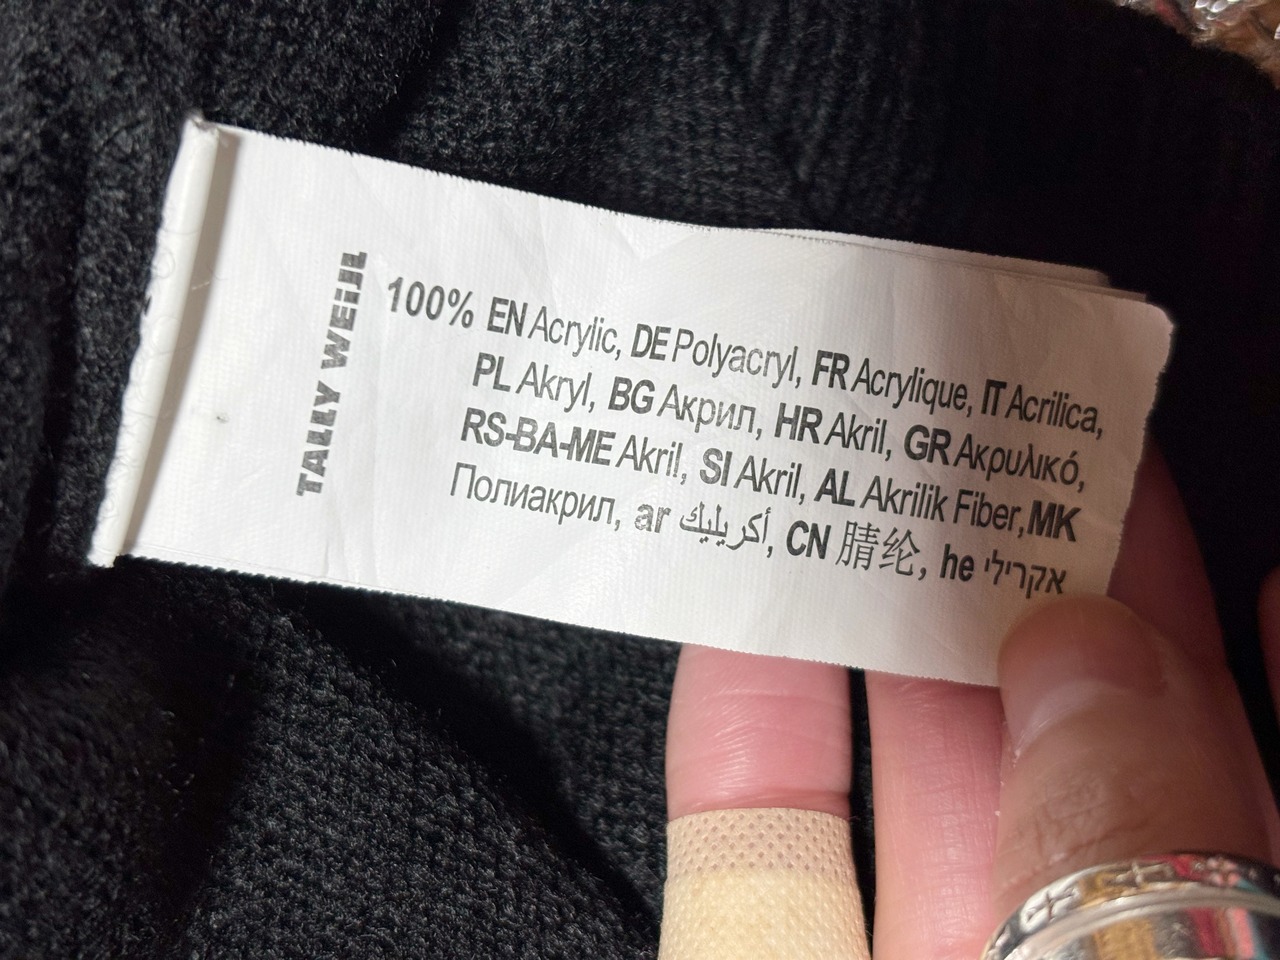 TALLY WEiJL
100% EN Acrylic, DE Polyacryl, FR Acrylique, IT Acrilica,
PL Akryl, BG Акрил, HR Akril, GR Ακρυλικό,
RS-BA-ME Akril, SI Akril, AL Akrilik Fiber, MK
Полиакрил, ar أكريليك, CN 腈纶, he אקרילי